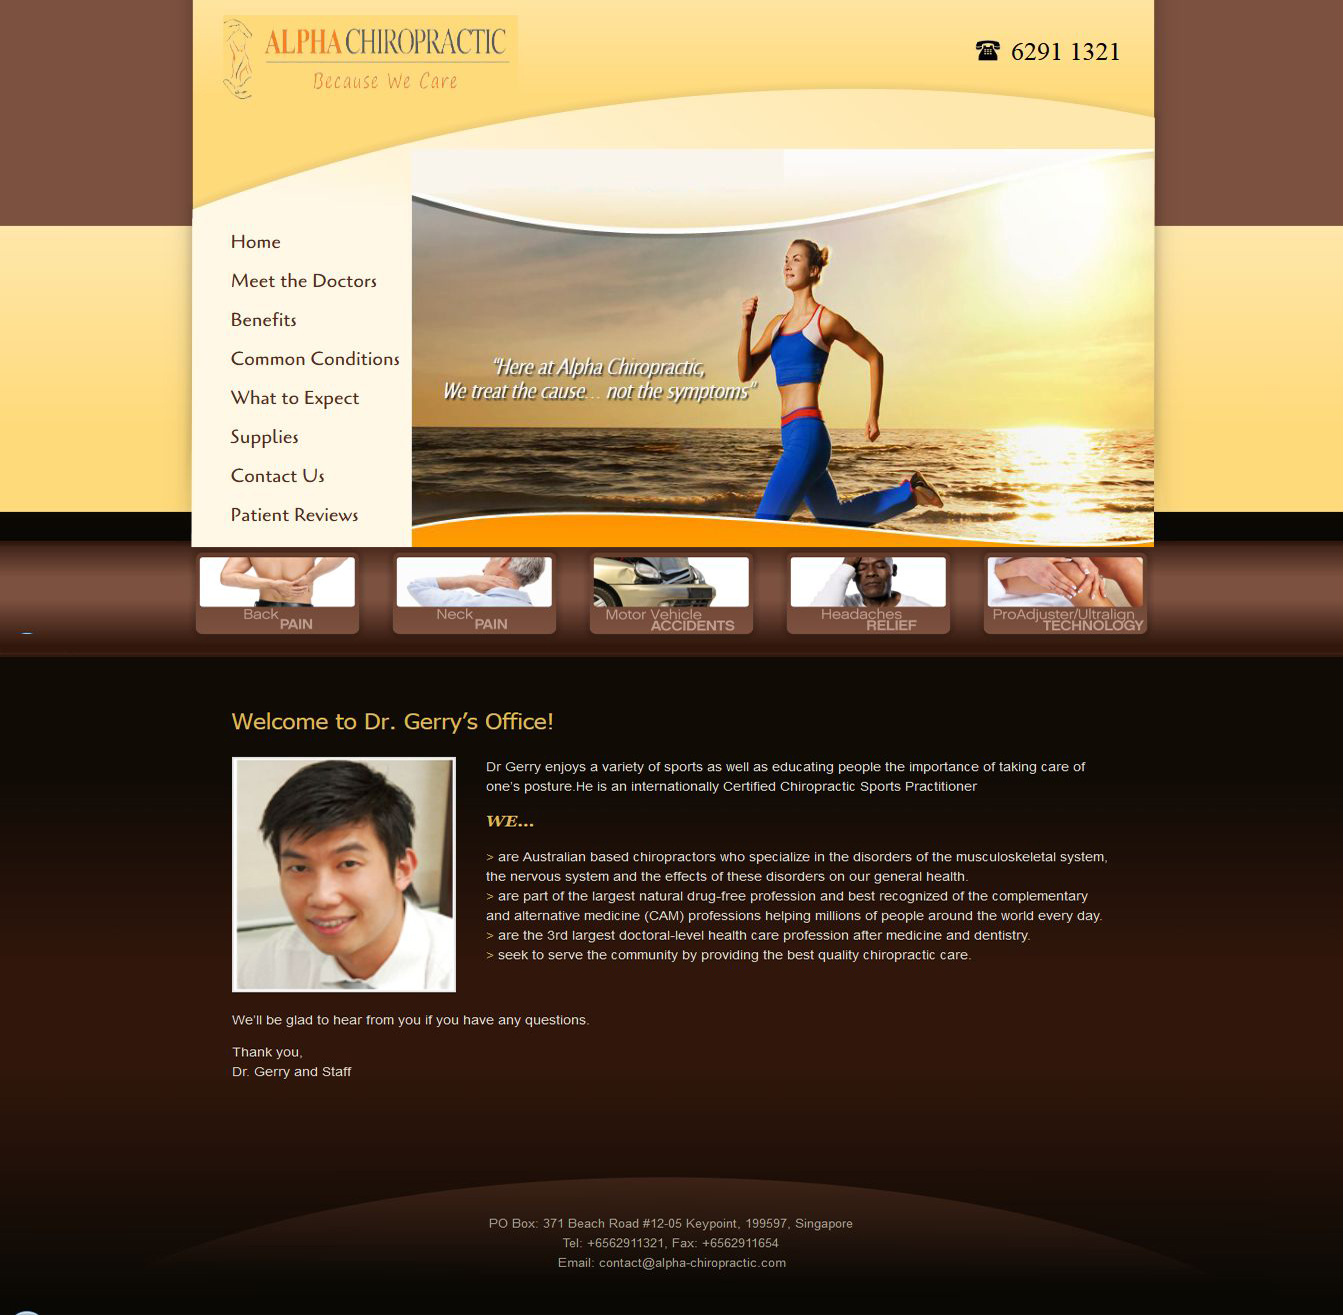 ALPHA CHIROPRACTIC
Because We Care
6291 1321
Home
Meet the Doctors
Benefits
Common Conditions
What to Expect
Supplies
Contact Us
Patient Reviews
"Here at Alpha Chiropractic,
We treat the cause... not the symptoms"
Back
PAIN
Neck
PAIN
Motor Vehicle
ACCIDENTS
Headaches
RELIEF
ProAdjuster/Ultralign
TECHNOLOGY
Welcome to Dr. Gerry's Office!
Dr Gerry enjoys a variety of sports as well as educating people the importance of taking care of
one's posture.He is an internationally Certified Chiropractic Sports Practitioner
WE...
> are Australian based chiropractors who specialize in the disorders of the musculoskeletal system,
the nervous system and the effects of these disorders on our general health.
> are part of the largest natural drug-free profession and best recognized of the complementary
and alternative medicine (CAM) professions helping millions of people around the world every day.
> are the 3rd largest doctoral-level health care profession after medicine and dentistry.
> seek to serve the community by providing the best quality chiropractic care.
We'll be glad to hear from you if you have any questions.
Thank you,
Dr. Gerry and Staff
PO Box: 371 Beach Road #12-05 Keypoint, 199597, Singapore
Tel: +6562911321, Fax: +6562911654
Email: contact@alpha-chiropractic.com